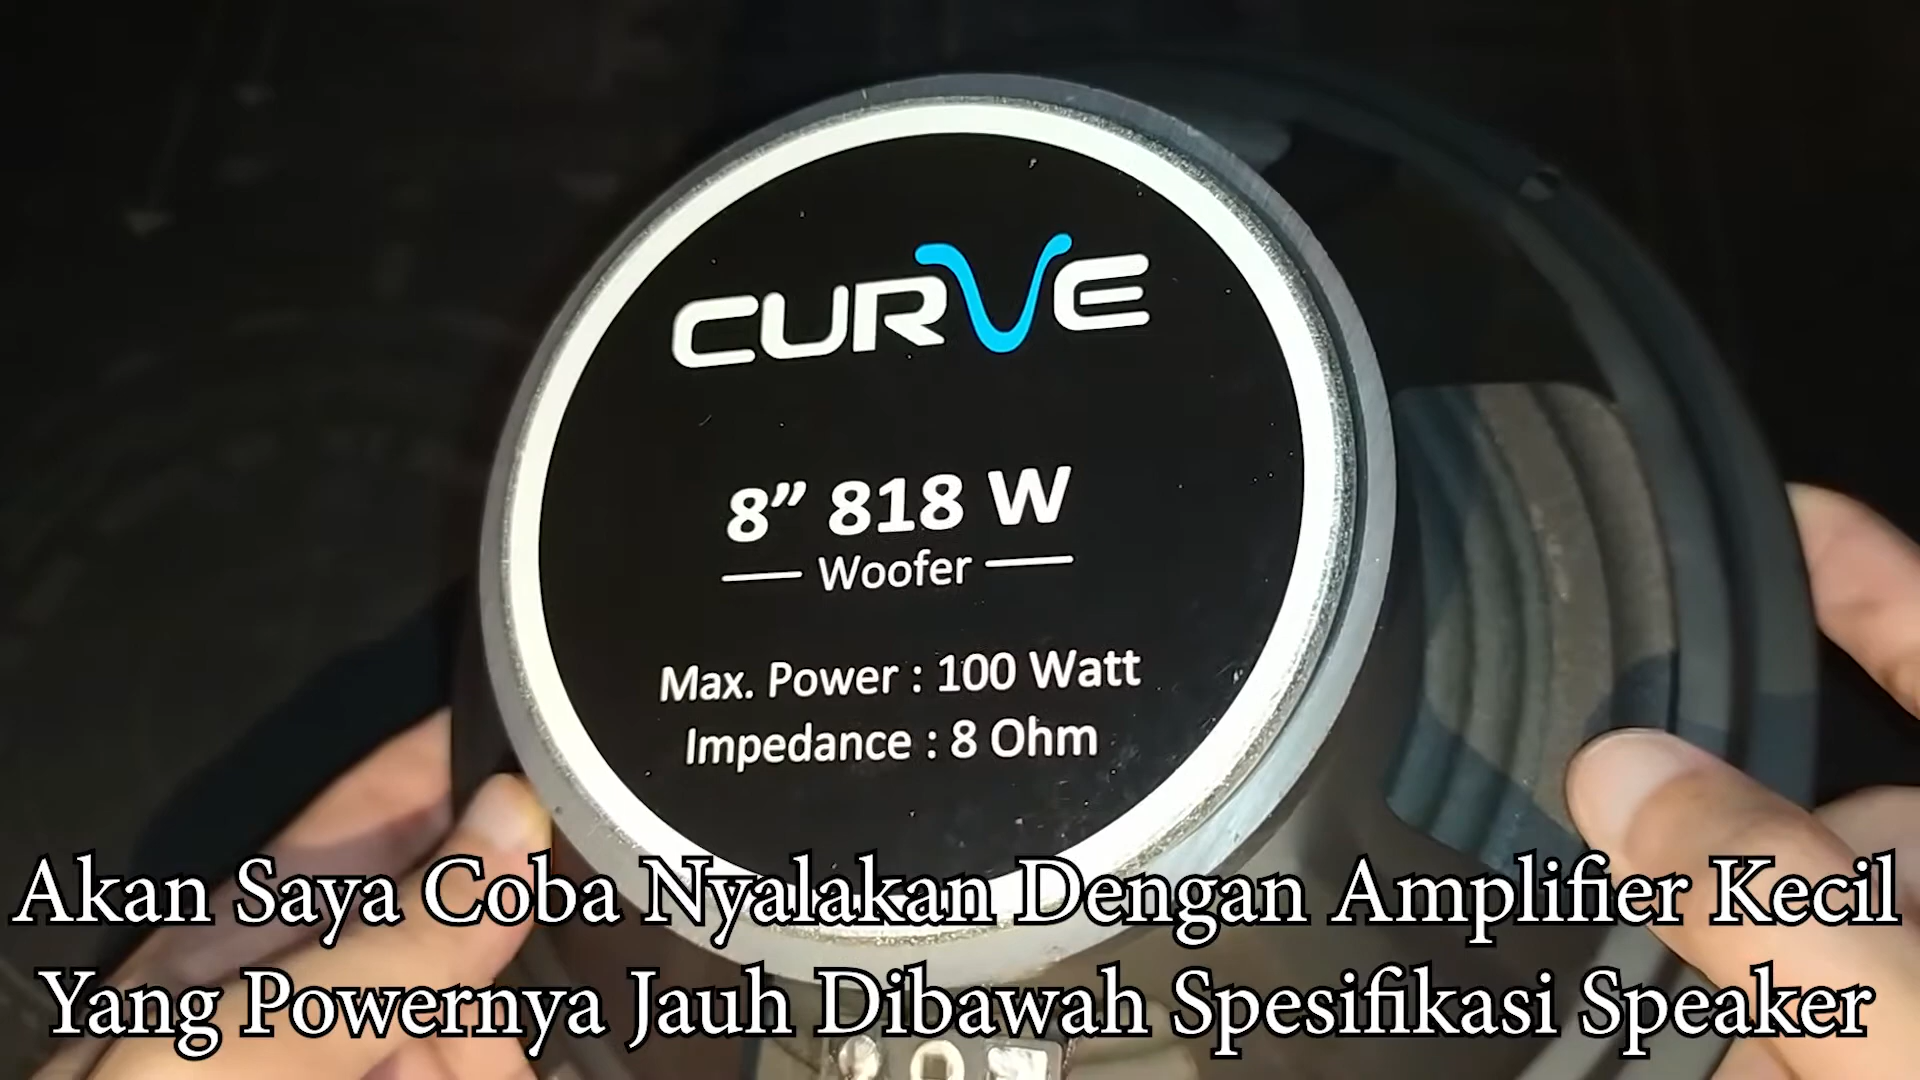 CURVE
8” 818 W
Woofer
Max. Power : 100 Watt
Impedance : 8 Ohm
Akan Saya Coba Nyalakan Dengan Amplifier Kecil
Yang Powernya Jauh Dibawah Spesifikasi Speaker